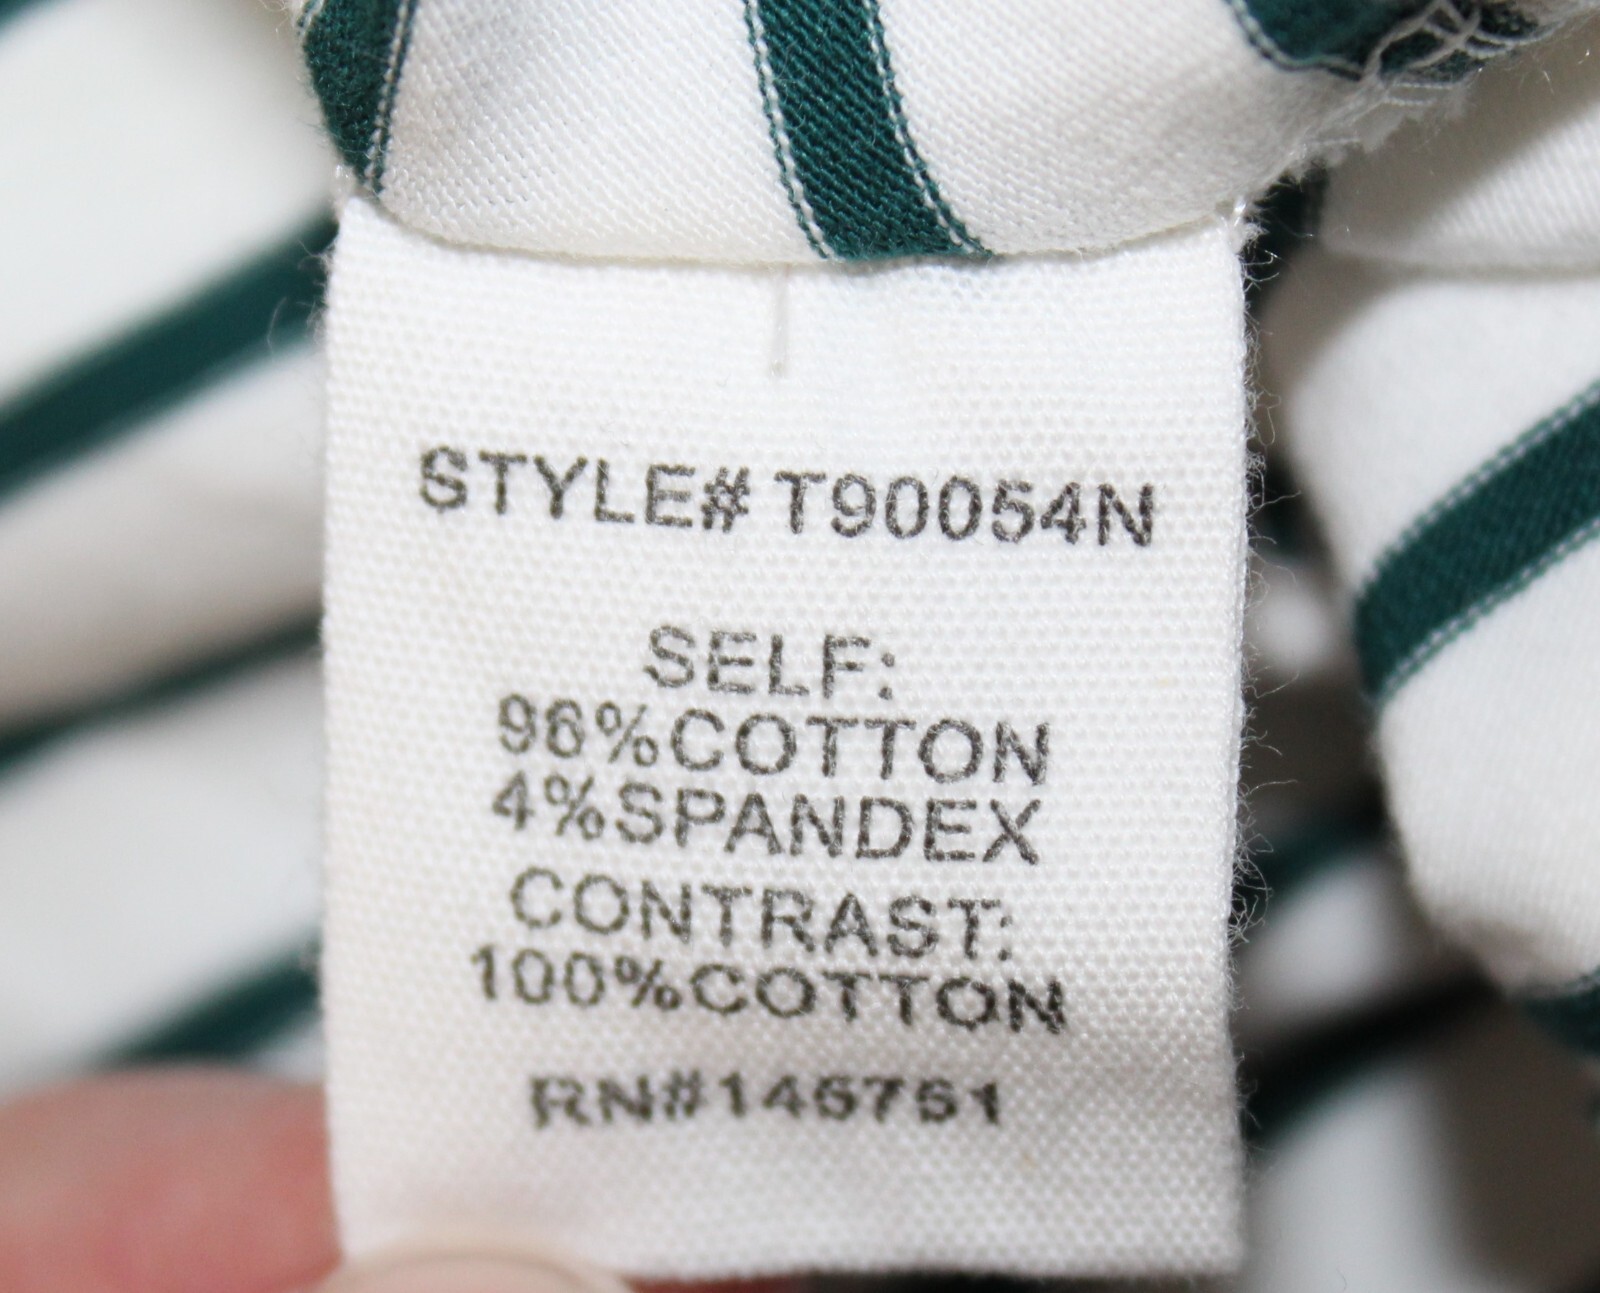 STYLE# T90054N
SELF:
96%COTTON
4%SPANDEX
CONTRAST:
100%COTTON
RN#146751